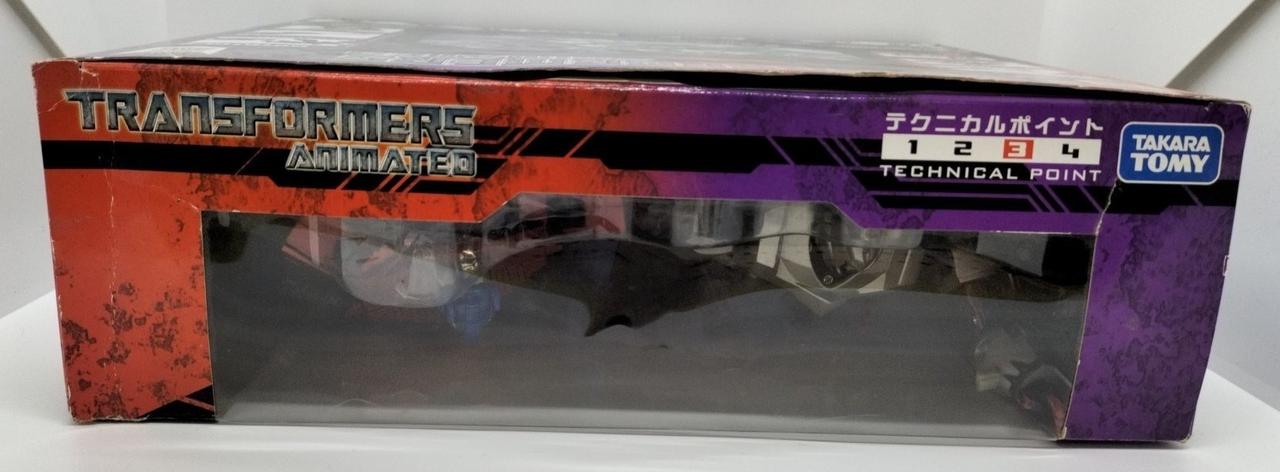 TRANSFORMERS
ANIMATED
テクニカルポイント
1 2 3 4
TECHNICAL POINT
TAKARA
TOMY